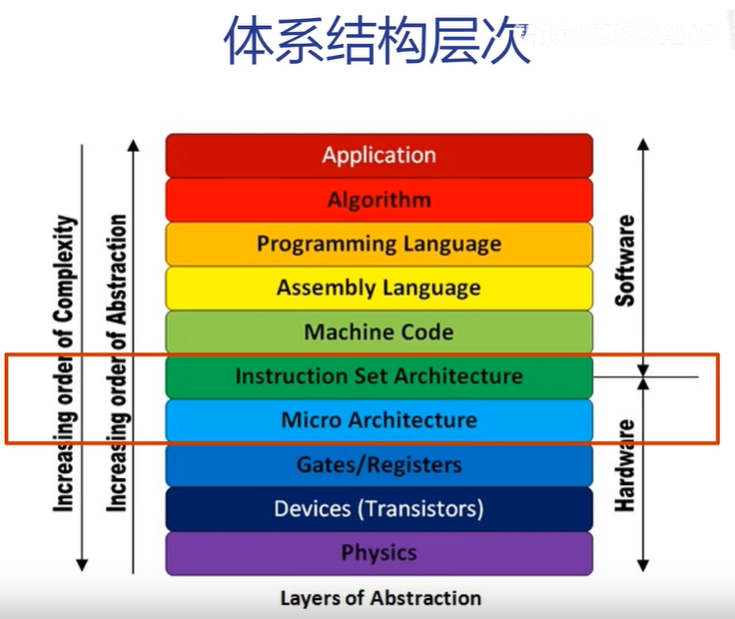 体系结构层次
Application
Algorithm
Programming Language
Assembly Language
Machine Code
Instruction Set Architecture
Micro Architecture
Gates/Registers
Devices (Transistors)
Physics
Increasing order of Complexity
Increasing order of Abstraction
Software
Hardware
Layers of Abstraction